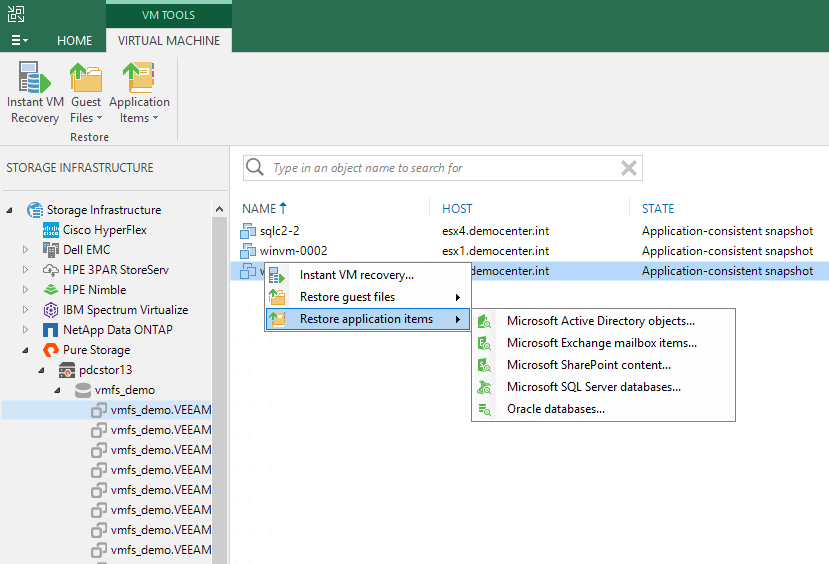 VM TOOLS
HOME VIRTUAL MACHINE
Instant VM Recovery
Guest Files
Application Items
Restore
STORAGE INFRASTRUCTURE
Type in an object name to search for
NAME HOST STATE
sqlc2-2 esx4.democenter.int Application-consistent snapshot
winvm-0002 esx1.democenter.int Application-consistent snapshot
w .democenter.int Application-consistent snapshot
Instant VM recovery...
Restore guest files
Restore application items
Microsoft Active Directory objects...
Microsoft Exchange mailbox items...
Microsoft SharePoint content...
Microsoft SQL Server databases...
Oracle databases...
Storage Infrastructure
Cisco HyperFlex
Dell EMC
HPE 3PAR StoreServ
HPE Nimble
IBM Spectrum Virtualize
NetApp Data ONTAP
Pure Storage
pdcstor13
vmfs_demo
vmfs_demo.VEEAM
vmfs_demo.VEEAM
vmfs_demo.VEEAM
vmfs_demo.VEEAM
vmfs_demo.VEEAM
vmfs_demo.VEEAM
vmfs_demo.VEEAM
vmfs_demo.VEEAM